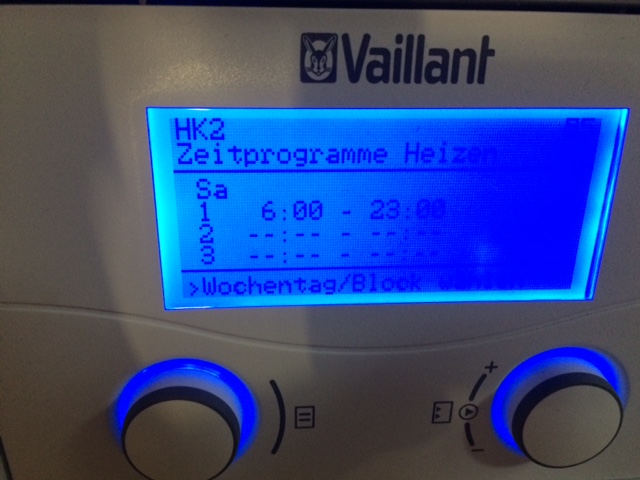 Vaillant
HK2
Zeitprogramme Heizen
Sa
1 6:00 - 23:00
2 --:-- - --:--
3 --:-- - --:--
>Wochentag/Block
+
-